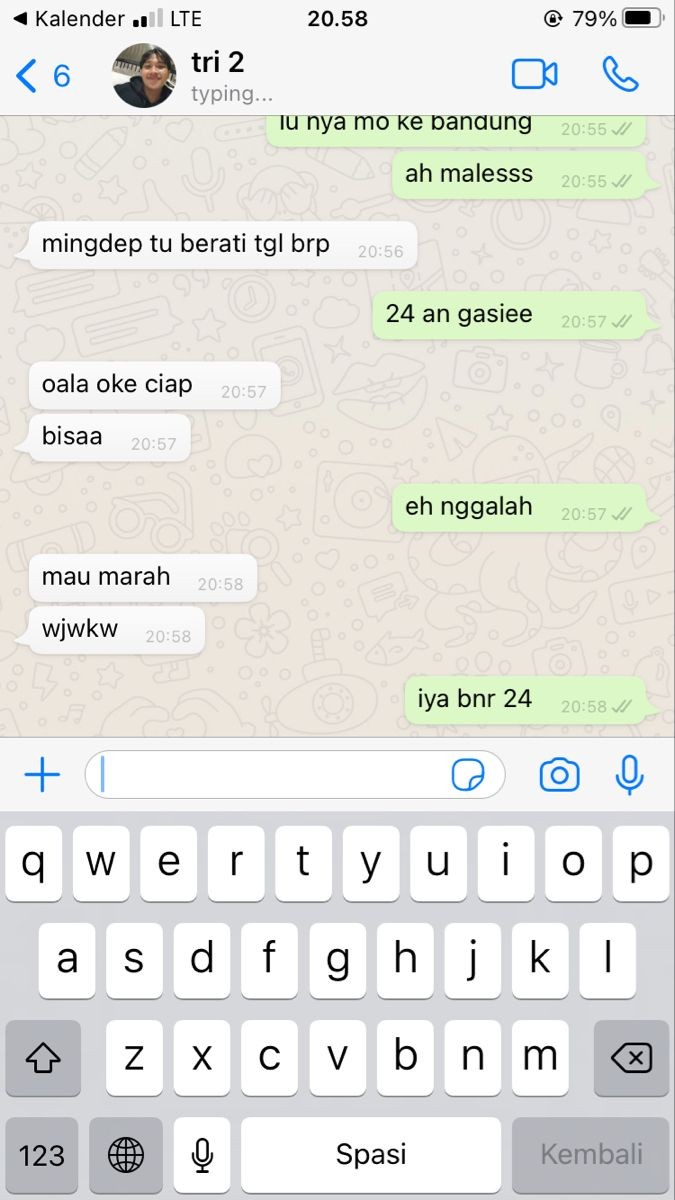 Kalender LTE 20.58 79%
6 tri 2
typing...
lu nya mo ke bandung 20:55
ah malesss 20:55
mingdep tu berati tgl brp 20:56
24 an gasiee 20:57
oala oke ciap 20:57
bisaa 20:57
eh nggalah 20:57
mau marah 20:58
wjwkw 20:58
iya bnr 24 20:58
q w e r t y u i o p
a s d f g h j k l
z x c v b n m
123 Spasi Kembali